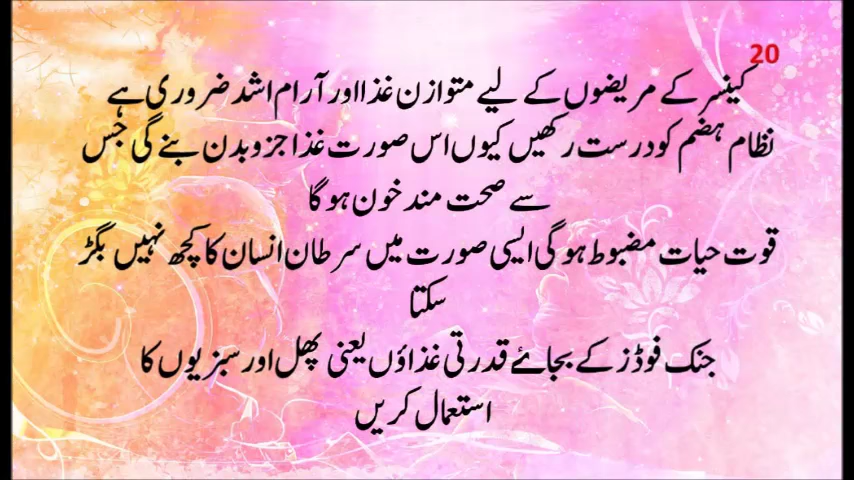 20
کینسر کے مریضوں کے لیے متوازن غذا اور آرام اشد ضروری ہے
نظام ہضم کو درست رکھیں کیوں اس صورت غذا جزو بدن بنے گی جس
سے صحت مند خون ہو گا
قوت حیات مضبوط ہو گی ایسی صورت میں سرطان انسان کا کچھ نہیں بگڑ
سکتا
جنک فوڈز کے بجائے قدرتی غذاؤں یعنی پھل اور سبزیوں کا
استعمال کریں